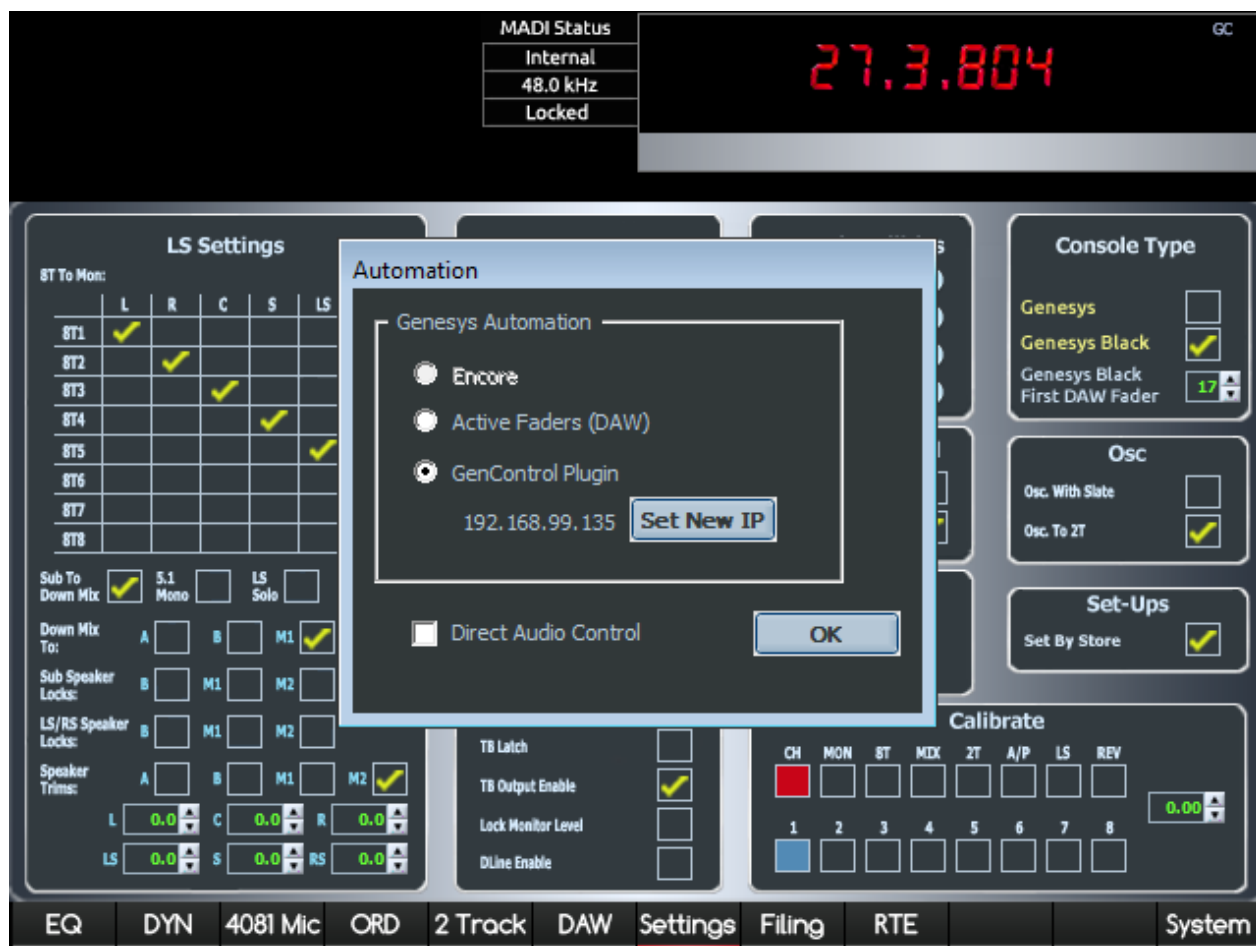 MADI Status
Internal
48.0 kHz
Locked
27.3.804
GC
LS Settings
8T To Mon:
L R C S LS
8T1
8T2
8T3
8T4
8T5
8T6
8T7
8T8
Sub To Down Mix
5.1 Mono
LS Solo
Down Mix To:
A B M1
Sub Speaker Locks:
B M1 M2
LS/RS Speaker Locks:
B M1 M2
Speaker Trims:
A B M1 M2
L 0.0 C 0.0 R 0.0
LS 0.0 S 0.0 RS 0.0
Automation
Genesys Automation
Encore
Active Faders (DAW)
GenControl Plugin
192.168.99.135 Set New IP
Direct Audio Control
OK
TB Latch
TB Output Enable
Lock Monitor Level
DLine Enable
Console Type
Genesys
Genesys Black
Genesys Black
First DAW Fader 17
Osc
Osc. With Slate
Osc. To 2T
Set-Ups
Set By Store
Calibrate
CH MON 8T MIX 2T A/P LS REV
0.00
1 2 3 4 5 6 7 8
EQ DYN 4081 Mic ORD 2 Track DAW Settings Filing RTE System